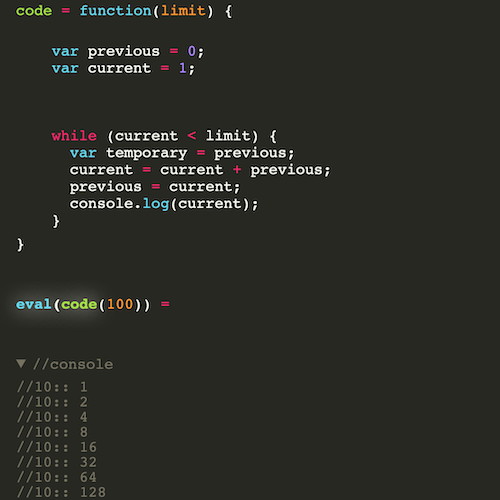 code = function(limit) {
var previous = 0;
var current = 1;
while (current < limit) {
var temporary = previous;
current = current + previous;
previous = current;
console.log(current);
}
}
eval(code(100)) =
▼ //console
//10:: 1
//10:: 2
//10:: 4
//10:: 8
//10:: 16
//10:: 32
//10:: 64
//10:: 128